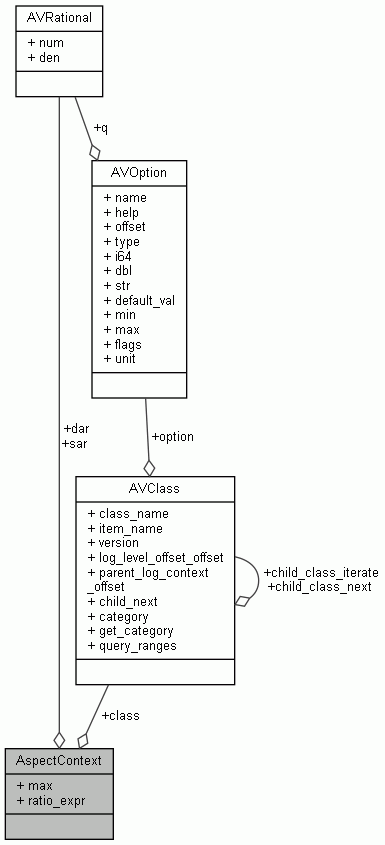 AVRational
+ num
+ den
+q
AVOption
+ name
+ help
+ offset
+ type
+ i64
+ dbl
+ str
+ default_val
+ min
+ max
+ flags
+ unit
+dar
+sar
+option
AVClass
+ class_name
+ item_name
+ version
+ log_level_offset_offset
+ parent_log_context
_offset
+ child_next
+ category
+ get_category
+ query_ranges
+child_class_iterate
+child_class_next
+class
AspectContext
+ max
+ ratio_expr